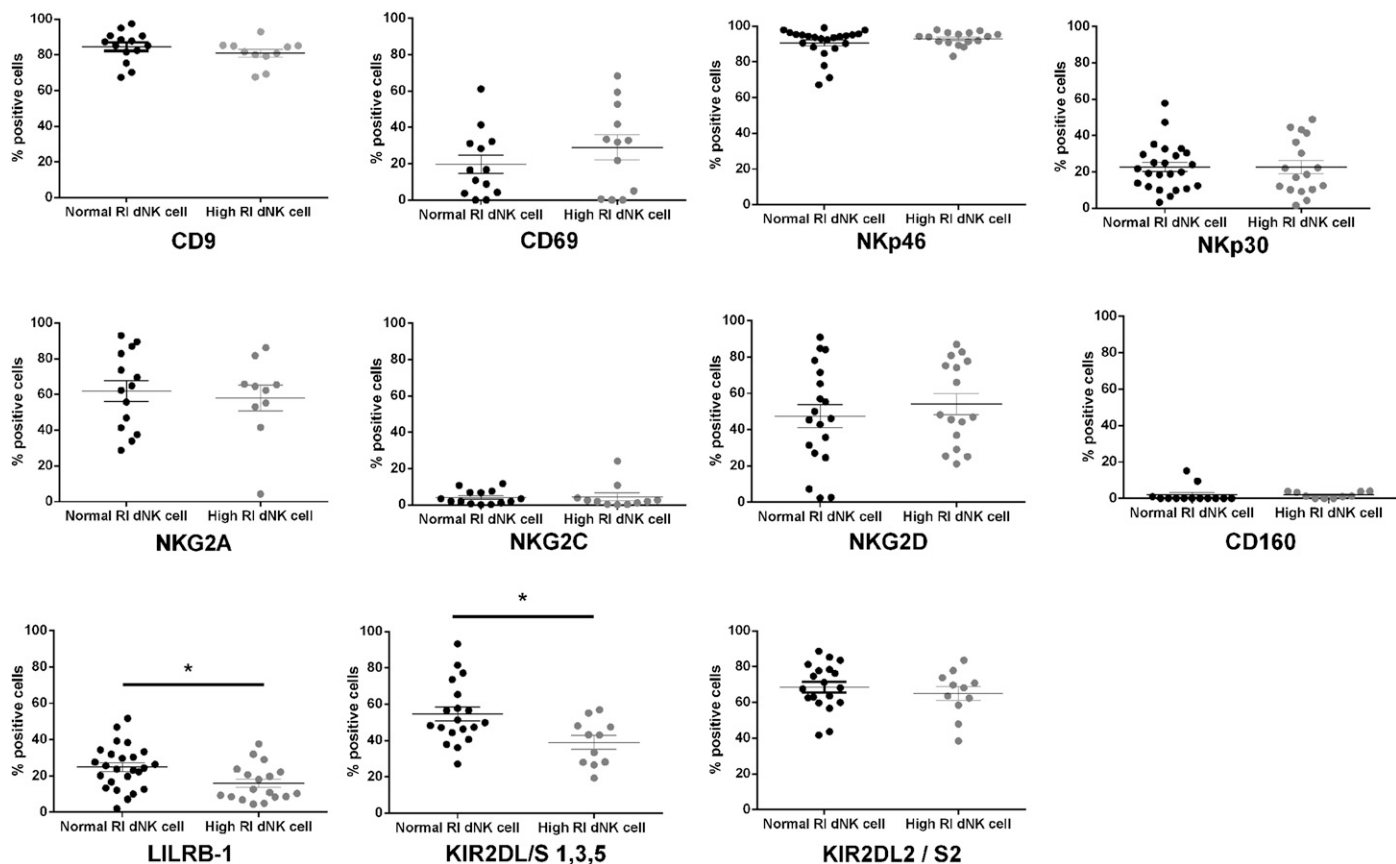 % positive cells
100
80
60
40
20
0
Normal RI dNK cell High RI dNK cell
CD9
% positive cells
100
80
60
40
20
0
Normal RI dNK cell High RI dNK cell
CD69
% positive cells
100
80
60
40
20
0
Normal RI dNK cell High RI dNK cell
NKp46
% positive cells
100
80
60
40
20
0
Normal RI dNK cell High RI dNK cell
NKp30
% positive cells
100
80
60
40
20
0
Normal RI dNK cell High RI dNK cell
NKG2A
% positive cells
100
80
60
40
20
0
Normal RI dNK cell High RI dNK cell
NKG2C
% positive cells
100
80
60
40
20
0
Normal RI dNK cell High RI dNK cell
NKG2D
% positive cells
100
80
60
40
20
0
Normal RI dNK cell High RI dNK cell
CD160
% positive cells
100
80
60
40
20
0
*
Normal RI dNK cell High RI dNK cell
LILRB-1
*
% positive cells
100
80
60
40
20
0
Normal RI dNK cell High RI dNK cell
KIR2DL/S 1,3,5
% positive cells
100
80
60
40
20
0
Normal RI dNK cell High RI dNK cell
KIR2DL2 / S2